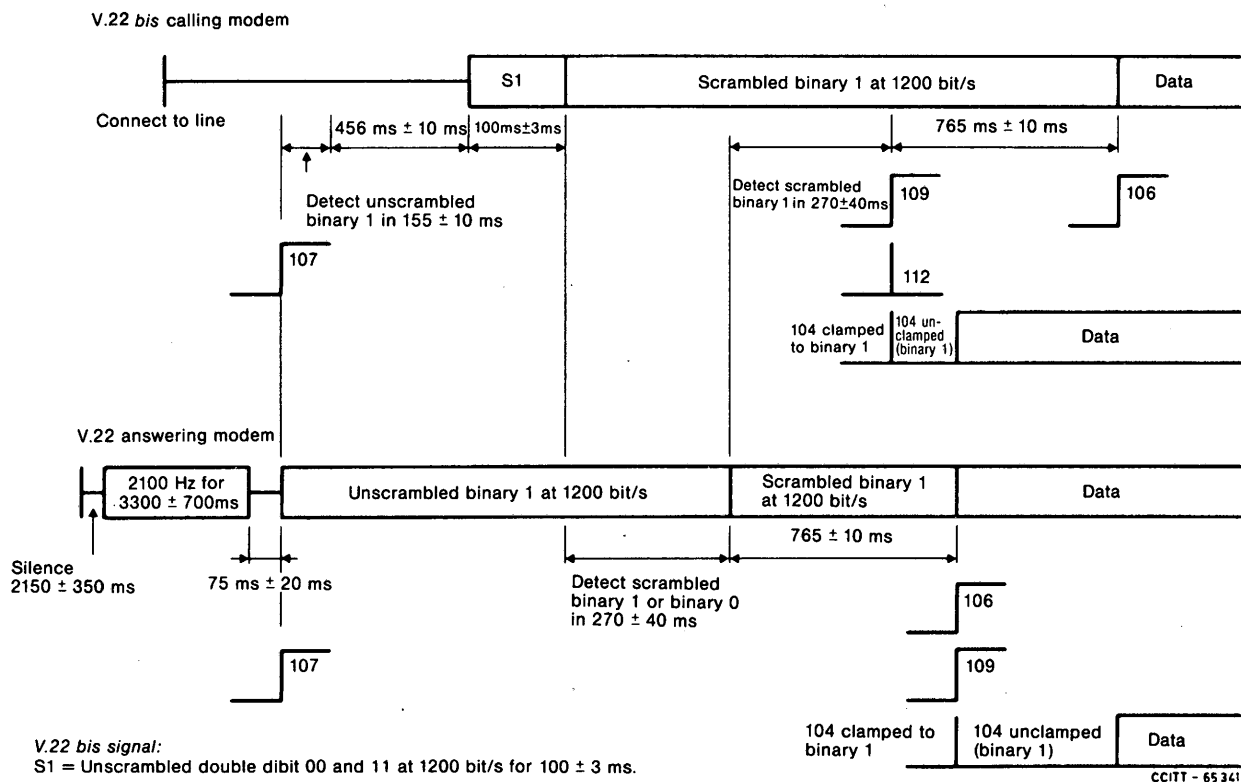 V.22 bis calling modem
S1
Scrambled binary 1 at 1200 bit/s
Data
Connect to line
456 ms ± 10 ms
100ms±3ms
765 ms ± 10 ms
Detect unscrambled
binary 1 in 155 ± 10 ms
Detect scrambled
binary 1 in 270±40ms
109
106
107
112
104 clamped
to binary 1
104 un-
clamped
(binary 1)
Data
V.22 answering modem
2100 Hz for
3300 ± 700ms
Unscrambled binary 1 at 1200 bit/s
Scrambled binary 1
at 1200 bit/s
Data
Silence
2150 ± 350 ms
75 ms ± 20 ms
Detect scrambled
binary 1 or binary 0
in 270 ± 40 ms
765 ± 10 ms
106
107
109
104 clamped to
binary 1
104 unclamped
(binary 1)
Data
V.22 bis signal:
S1 = Unscrambled double dibit 00 and 11 at 1200 bit/s for 100 ± 3 ms.
CCITT - 65 341